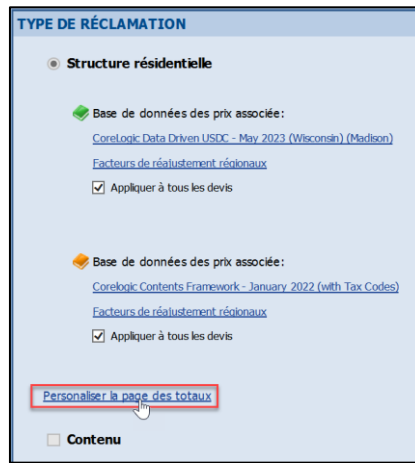 TYPE DE RÉCLAMATION
Structure résidentielle
Base de données des prix associée:
CoreLogic Data Driven USDC - May 2023 (Wisconsin) (Madison)
Facteurs de réajustement régionaux
Appliquer à tous les devis
Base de données des prix associée:
Corelogic Contents Framework - January 2022 (with Tax Codes)
Facteurs de réajustement régionaux
Appliquer à tous les devis
Personaliser la page des totaux
Contenu